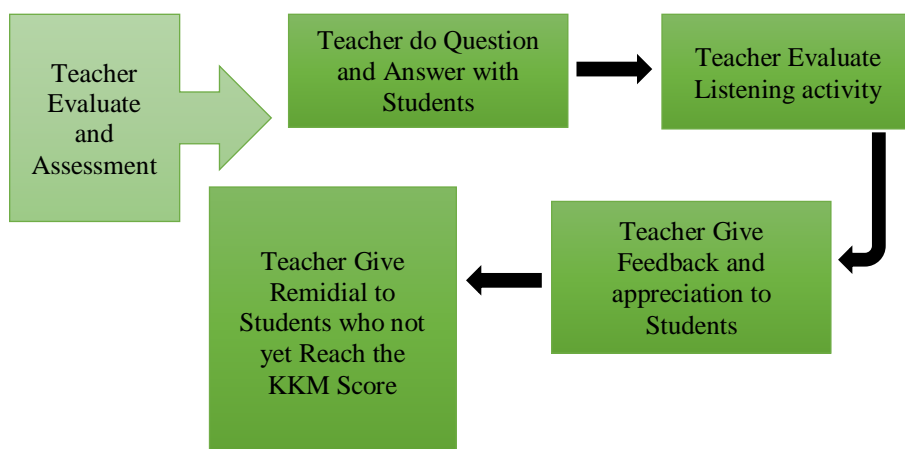 Teacher
Evaluate
and
Assessment
Teacher do Question
and Answer with
Students
Teacher Evaluate
Listening activity
Teacher Give
Feedback and
appreciation to
Students
Teacher Give
Remidial to
Students who not
yet Reach the
KKM Score